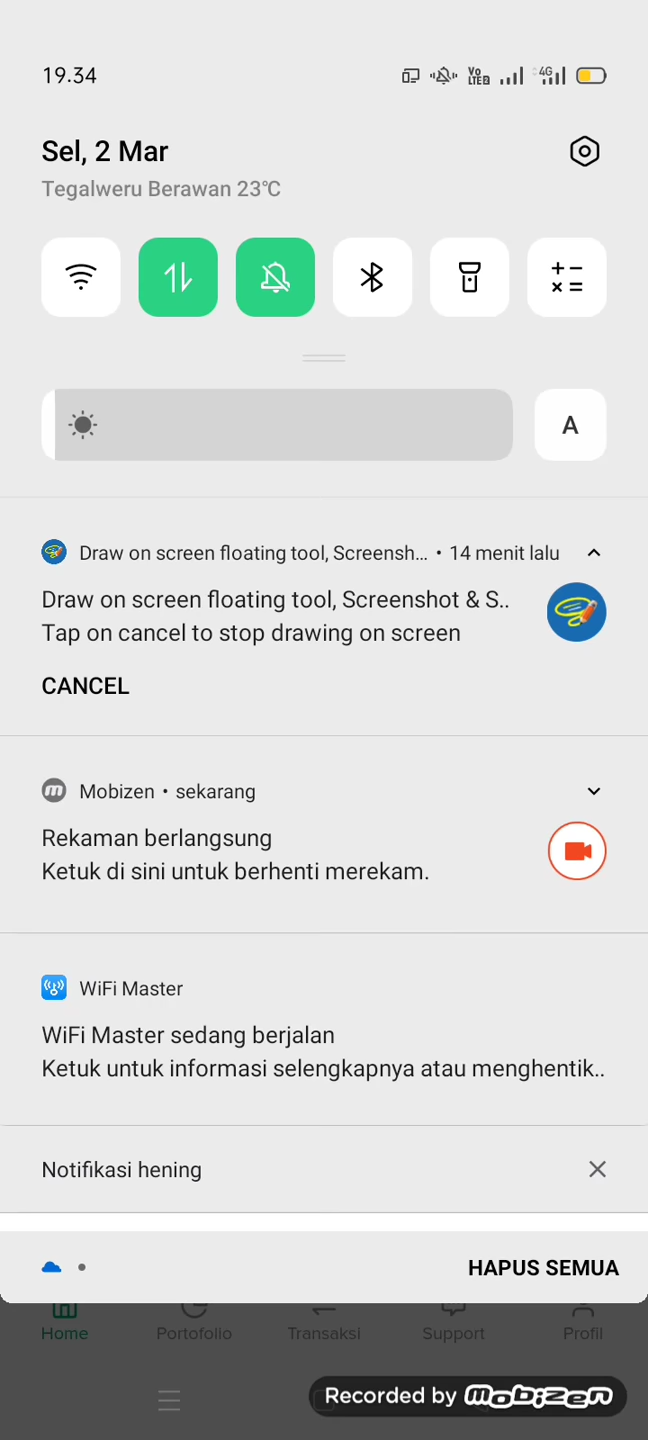 19.34
Vo LTE2 4G
Sel, 2 Mar
Tegalweru Berawan 23℃
A
Draw on screen floating tool, Screensh... • 14 menit lalu
Draw on screen floating tool, Screenshot & S..
Tap on cancel to stop drawing on screen
CANCEL
m Mobizen • sekarang
Rekaman berlangsung
Ketuk di sini untuk berhenti merekam.
WiFi Master
WiFi Master sedang berjalan
Ketuk untuk informasi selengkapnya atau menghentik..
Notifikasi hening
HAPUS SEMUA
Home Portofolio Transaksi Support Profil
Recorded by mobizen